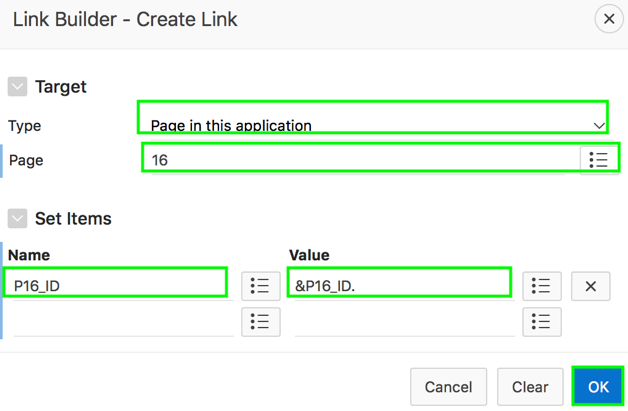 Link Builder - Create Link
Target
Type Page in this application
Page 16
Set Items
Name Value
P16_ID &P16_ID.
Cancel Clear OK